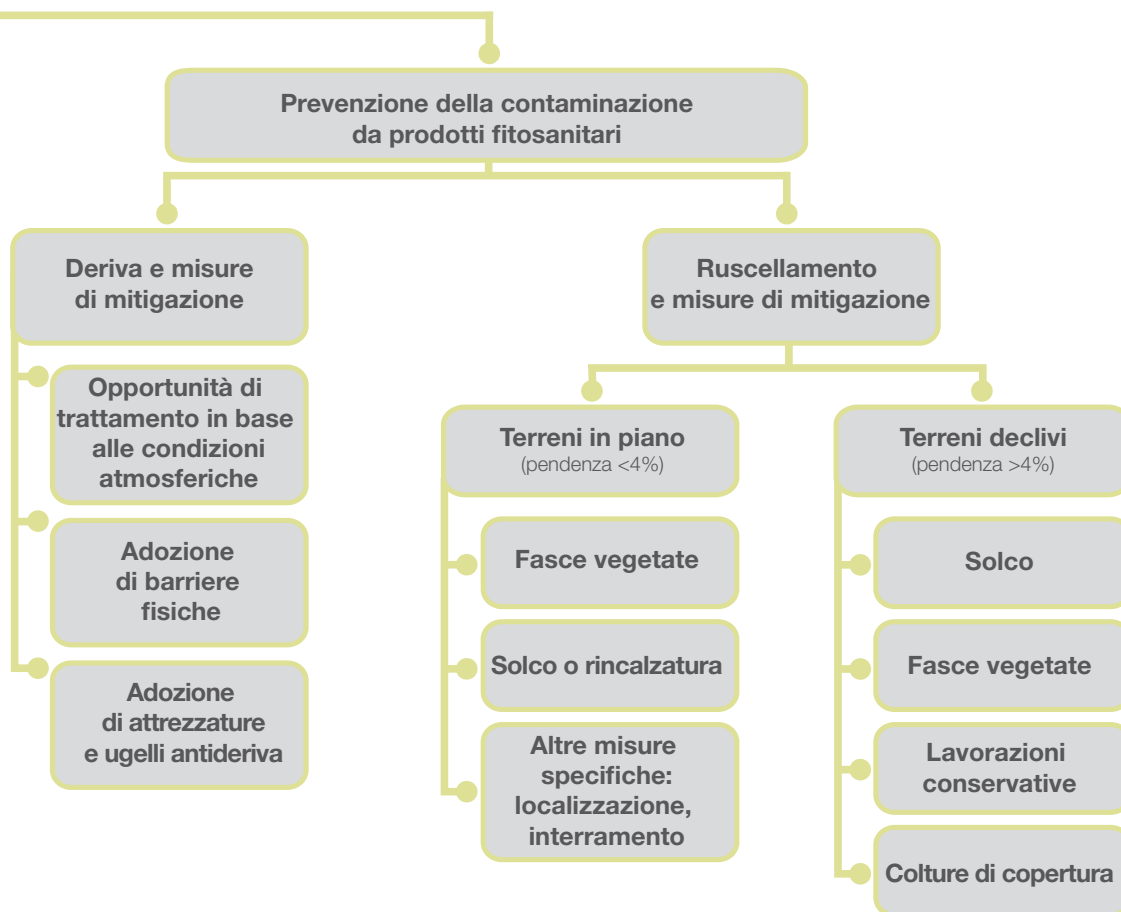 Prevenzione della contaminazione
da prodotti fitosanitari
Deriva e misure
di mitigazione
Opportunità di
trattamento in base
alle condizioni
atmosferiche
Adozione
di barriere
fisiche
Adozione
di attrezzature
e ugelli antideriva
Ruscellamento
e misure di mitigazione
Terreni in piano
(pendenza <4%)
Fasce vegetate
Solco o rincalzatura
Altre misure
specifiche:
localizzazione,
interramento
Terreni declivi
(pendenza >4%)
Solco
Fasce vegetate
Lavorazioni
conservative
Colture di copertura